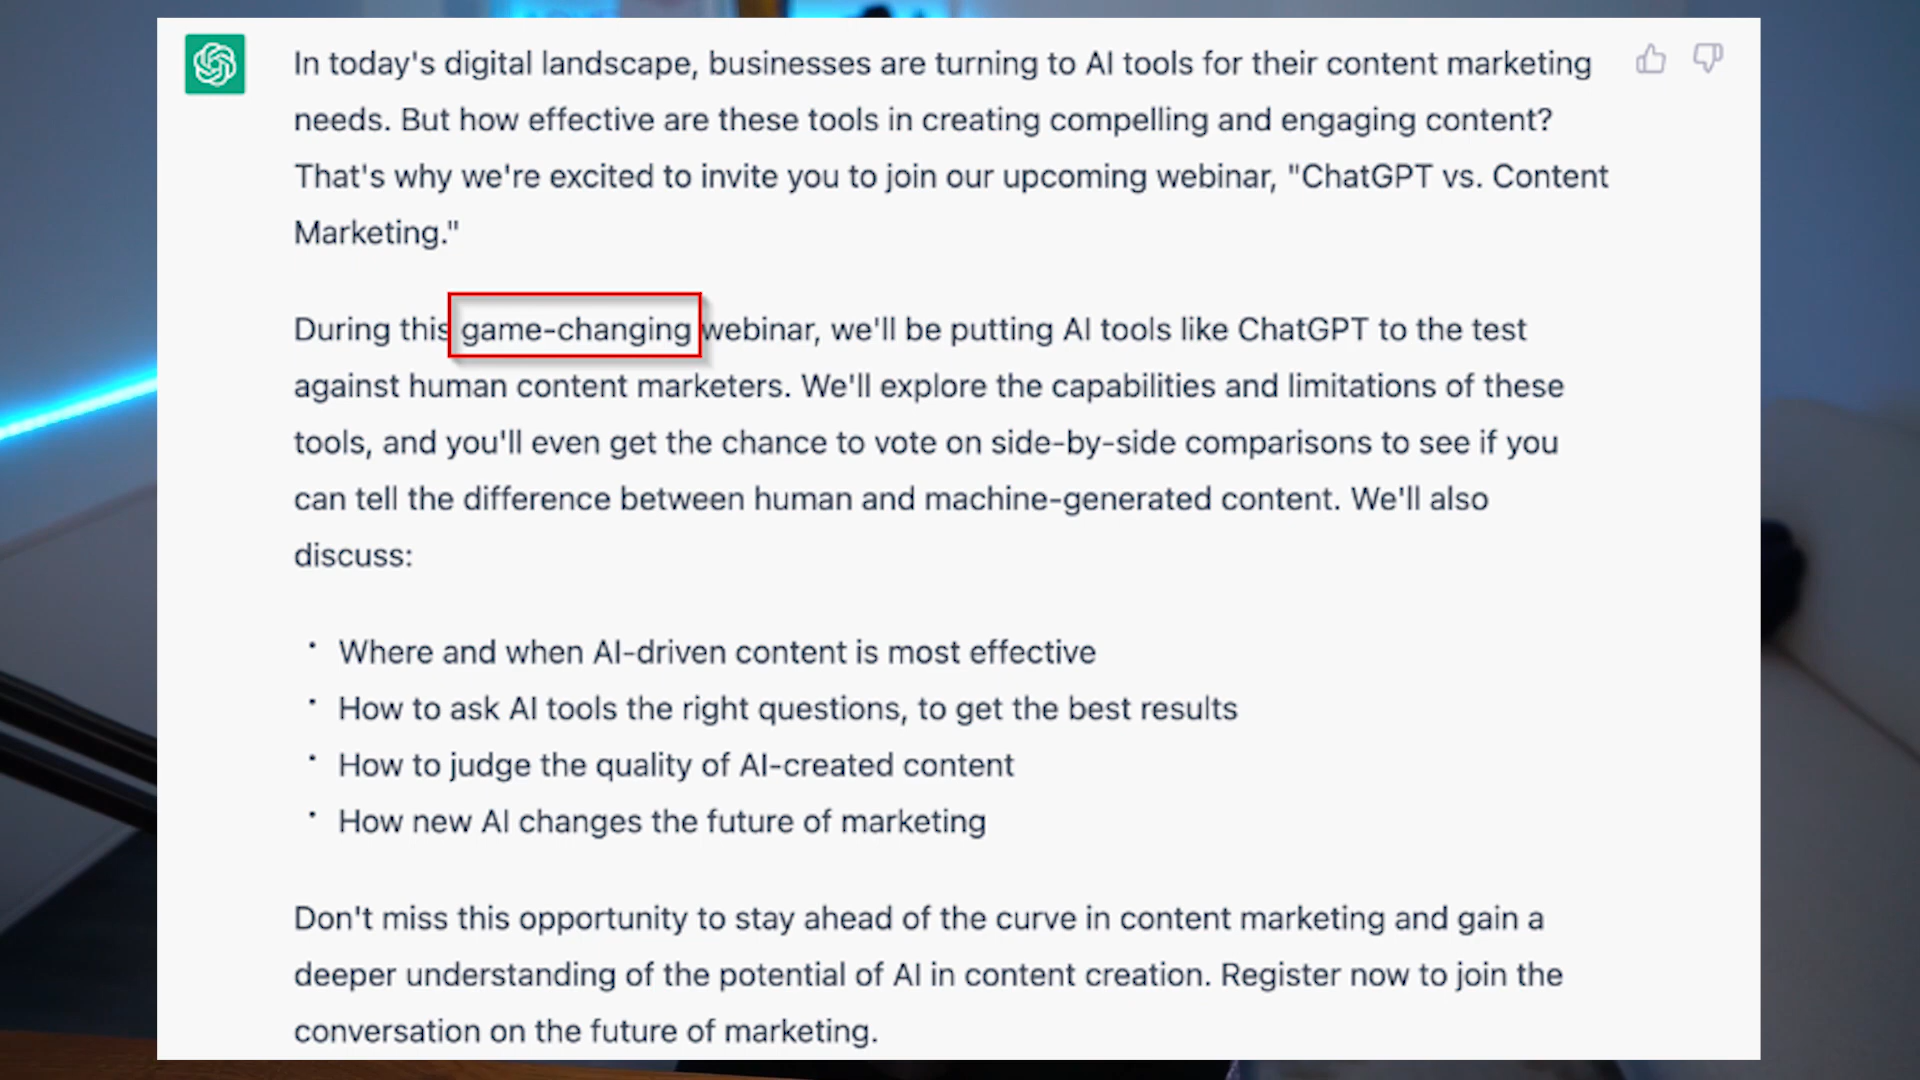 In today's digital landscape, businesses are turning to AI tools for their content marketing
needs. But how effective are these tools in creating compelling and engaging content?
That's why we're excited to invite you to join our upcoming webinar, "ChatGPT vs. Content
Marketing."
During this game-changing webinar, we'll be putting AI tools like ChatGPT to the test
against human content marketers. We'll explore the capabilities and limitations of these
tools, and you'll even get the chance to vote on side-by-side comparisons to see if you
can tell the difference between human and machine-generated content. We'll also
discuss:
• Where and when AI-driven content is most effective
• How to ask AI tools the right questions, to get the best results
• How to judge the quality of AI-created content
• How new AI changes the future of marketing
Don't miss this opportunity to stay ahead of the curve in content marketing and gain a
deeper understanding of the potential of AI in content creation. Register now to join the
conversation on the future of marketing.